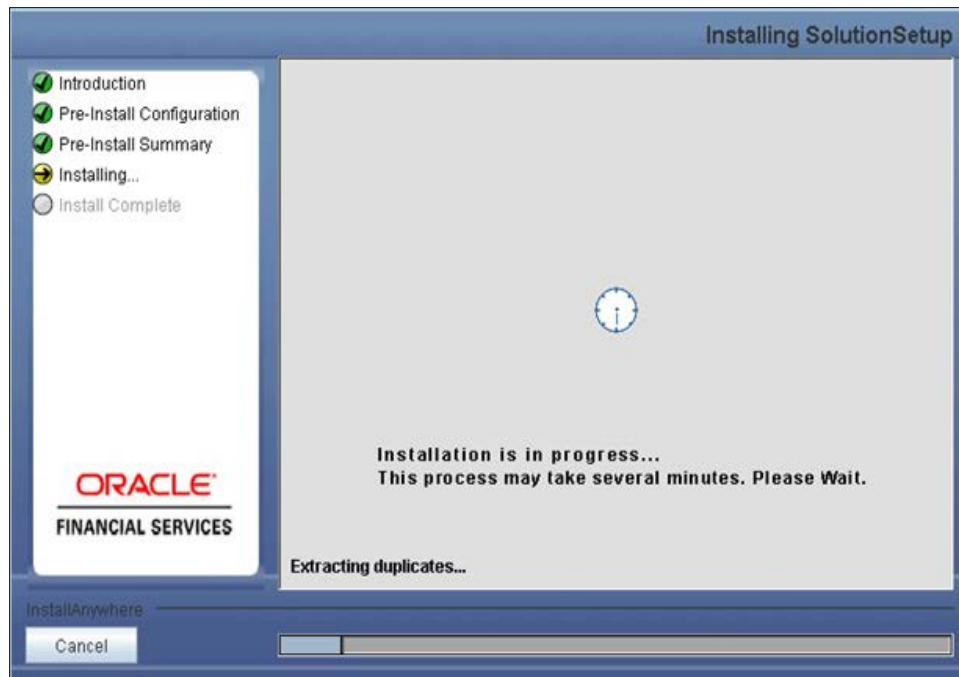 Installing SolutionSetup
Introduction
Pre-Install Configuration
Pre-Install Summary
Installing...
Install Complete
ORACLE
FINANCIAL SERVICES
Installation is in progress...
This process may take several minutes. Please Wait.
Extracting duplicates...
InstallAnywhere
Cancel